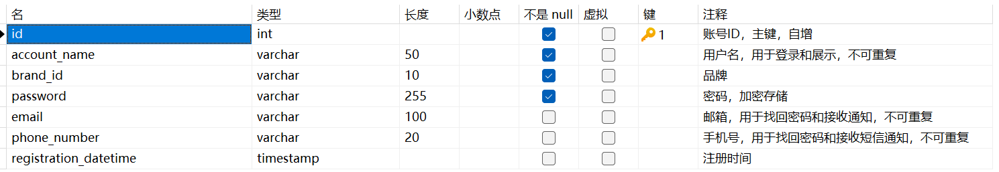 名 类型 长度 小数点 不是 null 虚拟 键 注释
id int 1 账号ID，主键，自增
account_name varchar 50 用户名，用于登录和展示，不可重复
brand_id varchar 10 品牌
password varchar 255 密码，加密存储
email varchar 100 邮箱，用于找回密码和接收通知，不可重复
phone_number varchar 20 手机号，用于找回密码和接收短信通知，不可重复
registration_datetime timestamp 注册时间